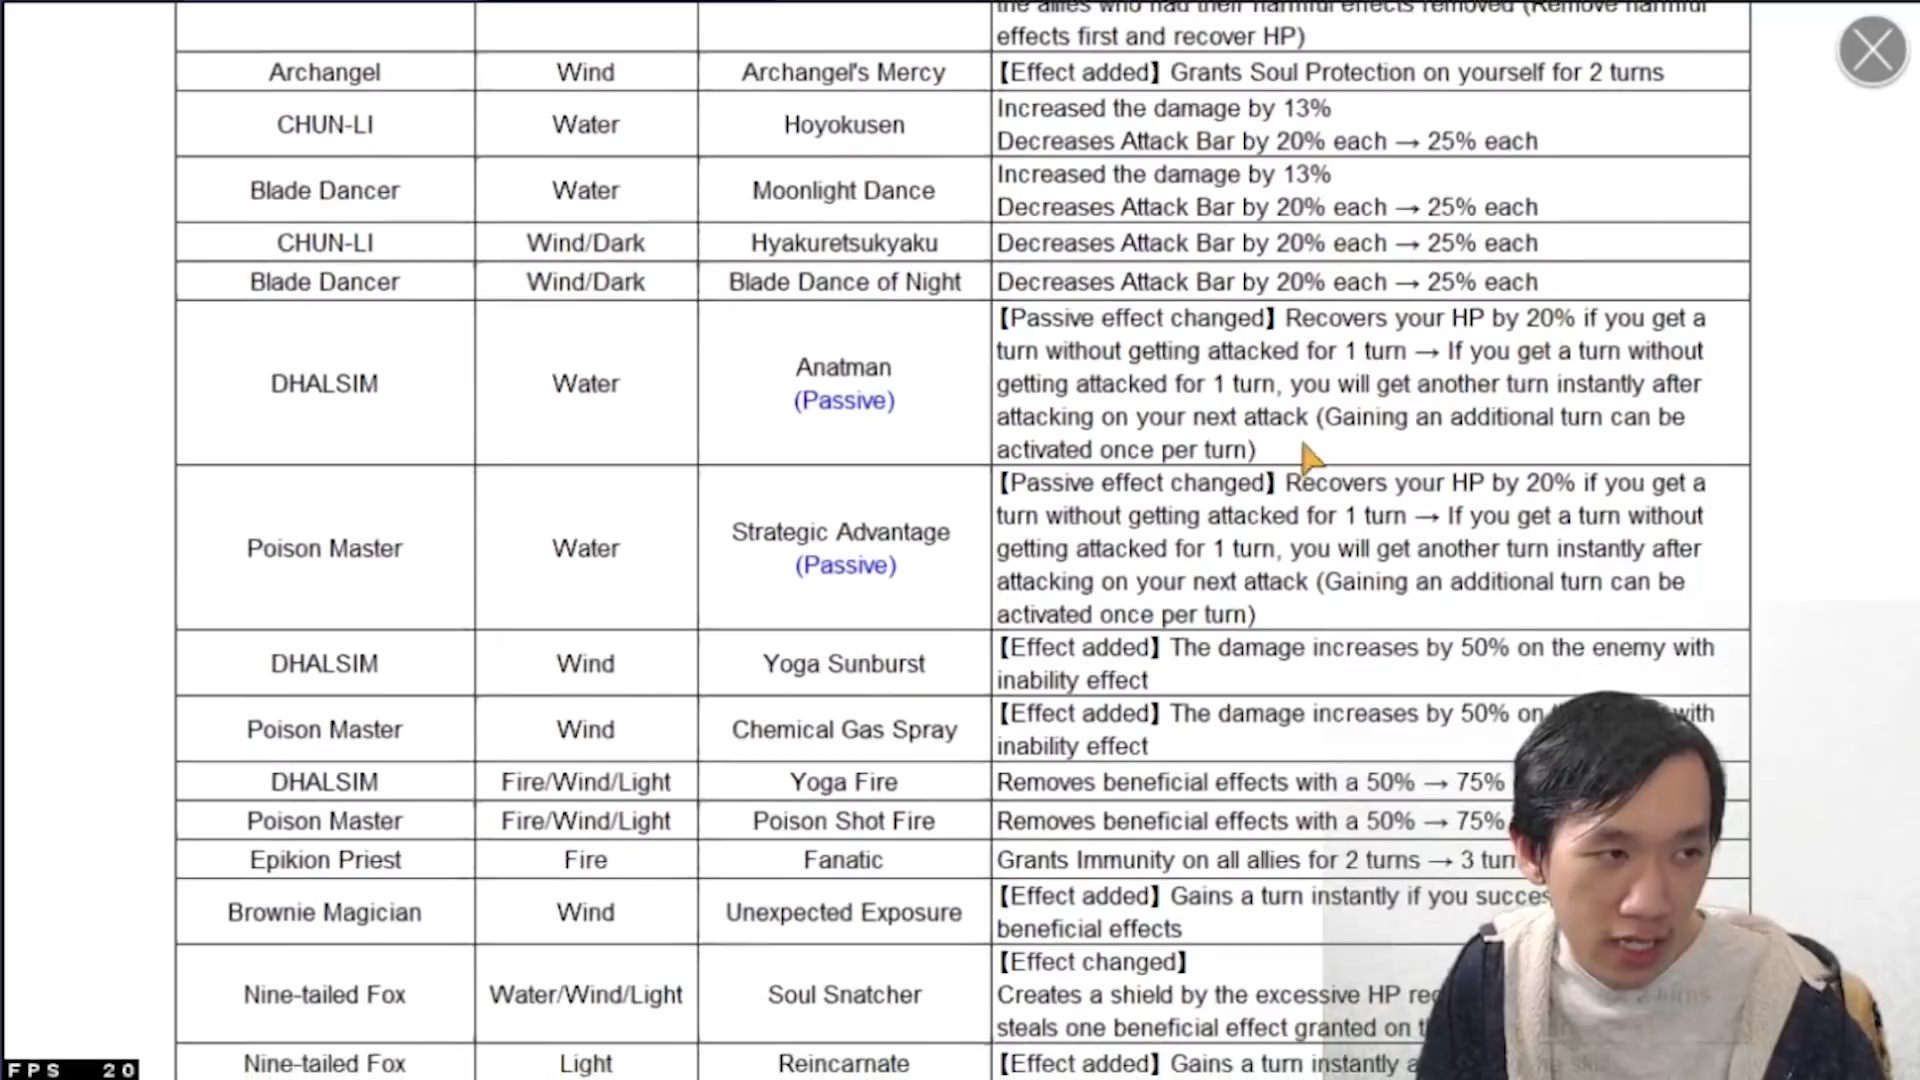 the allies who had their harmful effects removed (Remove harmful
effects first and recover HP)
Archangel Wind Archangel's Mercy 【Effect added】 Grants Soul Protection on yourself for 2 turns
CHUN-LI Water Hoyokusen Increased the damage by 13%
Decreases Attack Bar by 20% each → 25% each
Blade Dancer Water Moonlight Dance Increased the damage by 13%
Decreases Attack Bar by 20% each → 25% each
CHUN-LI Wind/Dark Hyakuretsukyaku Decreases Attack Bar by 20% each → 25% each
Blade Dancer Wind/Dark Blade Dance of Night Decreases Attack Bar by 20% each → 25% each
DHALSIM Water Anatman
(Passive)
【Passive effect changed】 Recovers your HP by 20% if you get a
turn without getting attacked for 1 turn → If you get a turn without
getting attacked for 1 turn, you will get another turn instantly after
attacking on your next attack (Gaining an additional turn can be
activated once per turn)
Poison Master Water Strategic Advantage
(Passive)
【Passive effect changed】 Recovers your HP by 20% if you get a
turn without getting attacked for 1 turn → If you get a turn without
getting attacked for 1 turn, you will get another turn instantly after
attacking on your next attack (Gaining an additional turn can be
activated once per turn)
DHALSIM Wind Yoga Sunburst 【Effect added】 The damage increases by 50% on the enemy with
inability effect
Poison Master Wind Chemical Gas Spray 【Effect added】 The damage increases by 50% on with
inability effect
DHALSIM Fire/Wind/Light Yoga Fire Removes beneficial effects with a 50% → 75%
Poison Master Fire/Wind/Light Poison Shot Fire Removes beneficial effects with a 50% → 75%
Epikion Priest Fire Fanatic Grants Immunity on all allies for 2 turns → 3
Brownie Magician Wind Unexpected Exposure 【Effect added】 Gains a turn instantly if you
beneficial effects
Nine-tailed Fox Water/Wind/Light Soul Snatcher 【Effect changed】
Creates a shield by the excessive HP
steals one beneficial effect granted on
Nine-tailed Fox Light Reincarnate 【Effect added】 Gains a turn instantly
FPS 20